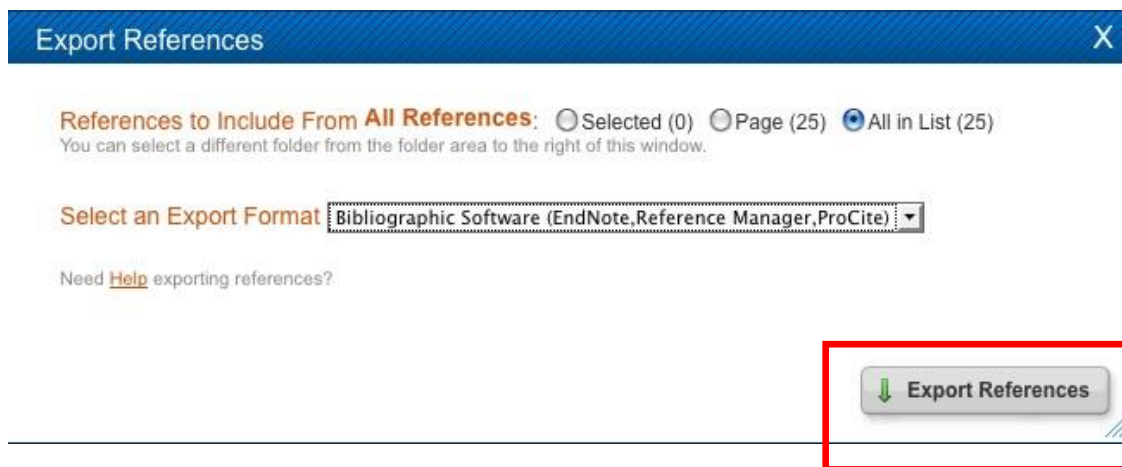 Export References X
References to Include From All References: Selected (0) Page (25) All in List (25)
You can select a different folder from the folder area to the right of this window.
Select an Export Format Bibliographic Software (EndNote,Reference Manager,ProCite)
Need Help exporting references?
Export References